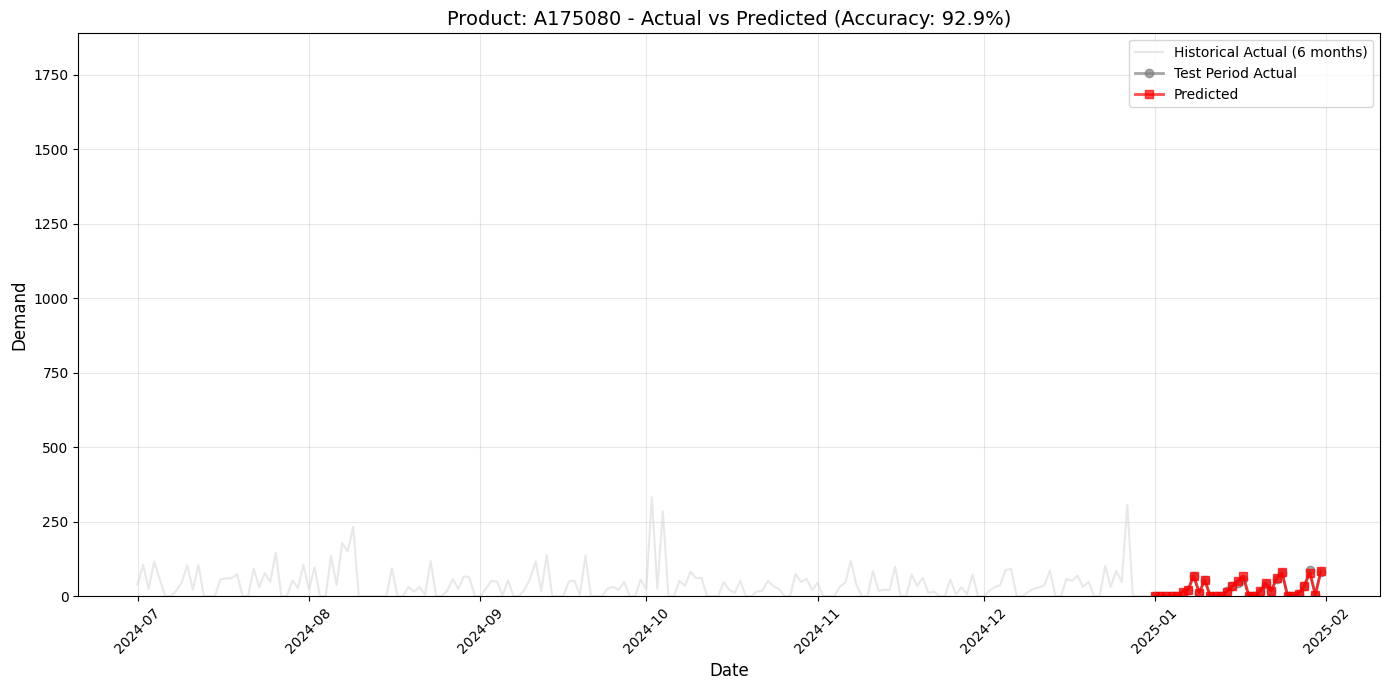 Product: A175080 - Actual vs Predicted (Accuracy: 92.9%)
Historical Actual (6 months)
Test Period Actual
Predicted
Demand
1750
1500
1250
1000
750
500
250
0
2024-07
2024-08
2024-09
2024-10
2024-11
2024-12
2025-01
2025-02
Date